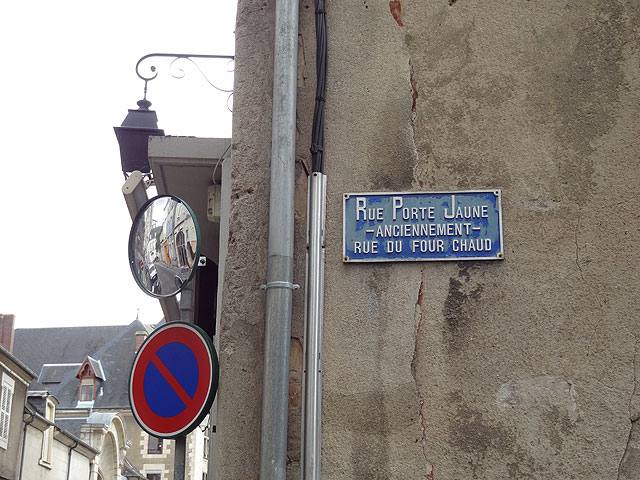 RUE PORTE JAUNE
-ANCIENNEMENT-
RUE DU FOUR CHAUD